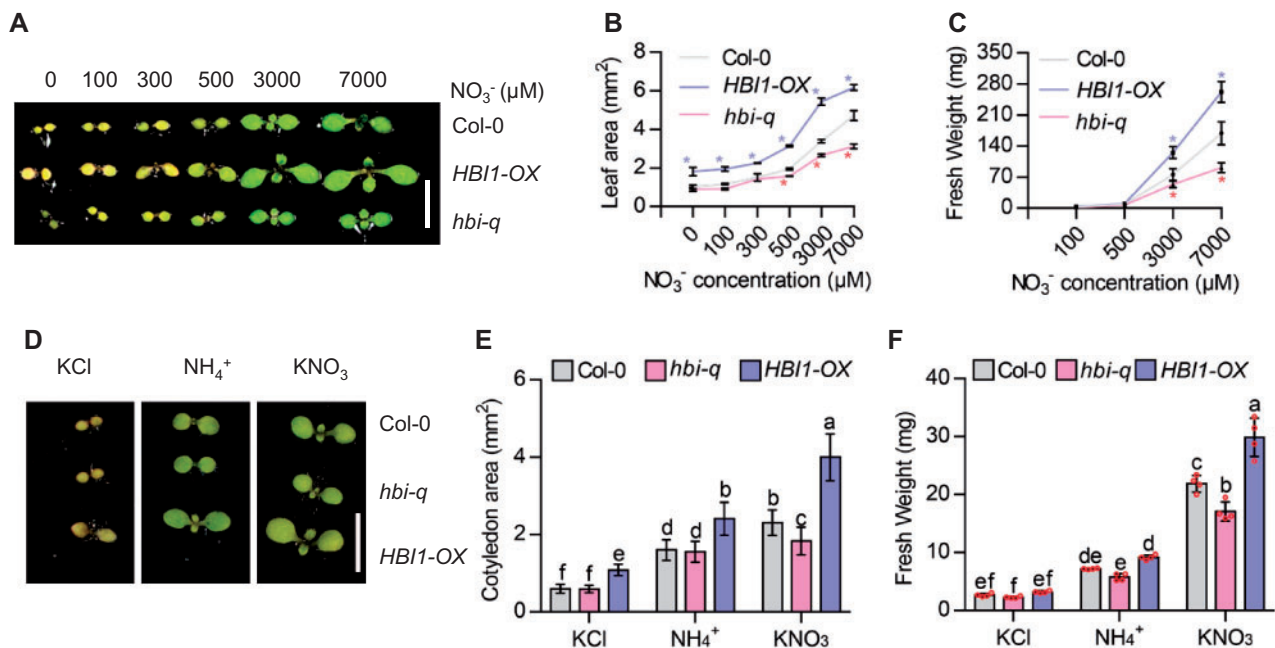 A
0 100 300 500 3000 7000
NO₃⁻ (μM)
Col-0
HBI1-OX
hbi-q
B
Leaf area (mm²)
8
6
4
2
0
Col-0
HBI1-OX
hbi-q
* * * * * *
* * *
0 100 300 500 3000 7000
NO₃⁻ concentration (μM)
C
Fresh Weight (mg)
350
280
210
140
70
0
Col-0
HBI1-OX
hbi-q
* *
* *
100 500 3000 7000
NO₃⁻ concentration (μM)
D
KCl NH₄⁺ KNO₃
Col-0
hbi-q
HBI1-OX
E
Col-0 hbi-q HBI1-OX
Cotyledon area (mm²)
6
4
2
0
f f e d d b b c a
KCl NH₄⁺ KNO₃
F
Col-0 hbi-q HBI1-OX
Fresh Weight (mg)
40
30
20
10
0
ef f ef de e d c b a
KCl NH₄⁺ KNO₃